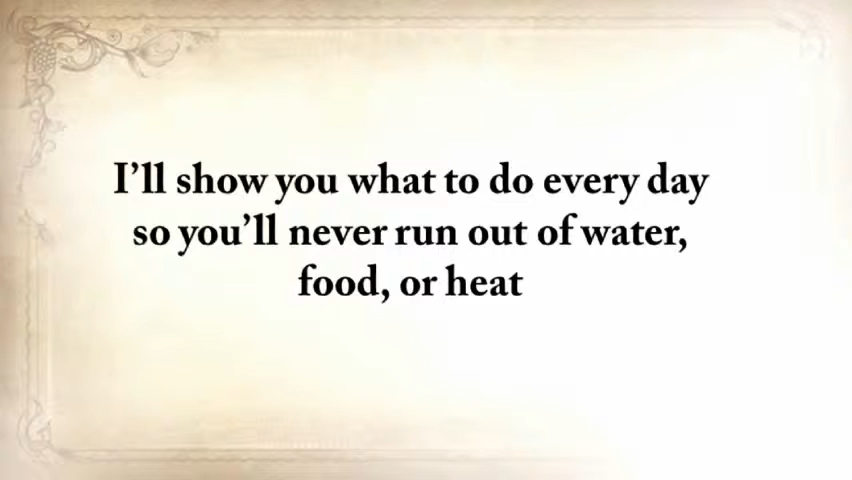 I’ll show you what to do every day
so you’ll never run out of water,
food, or heat